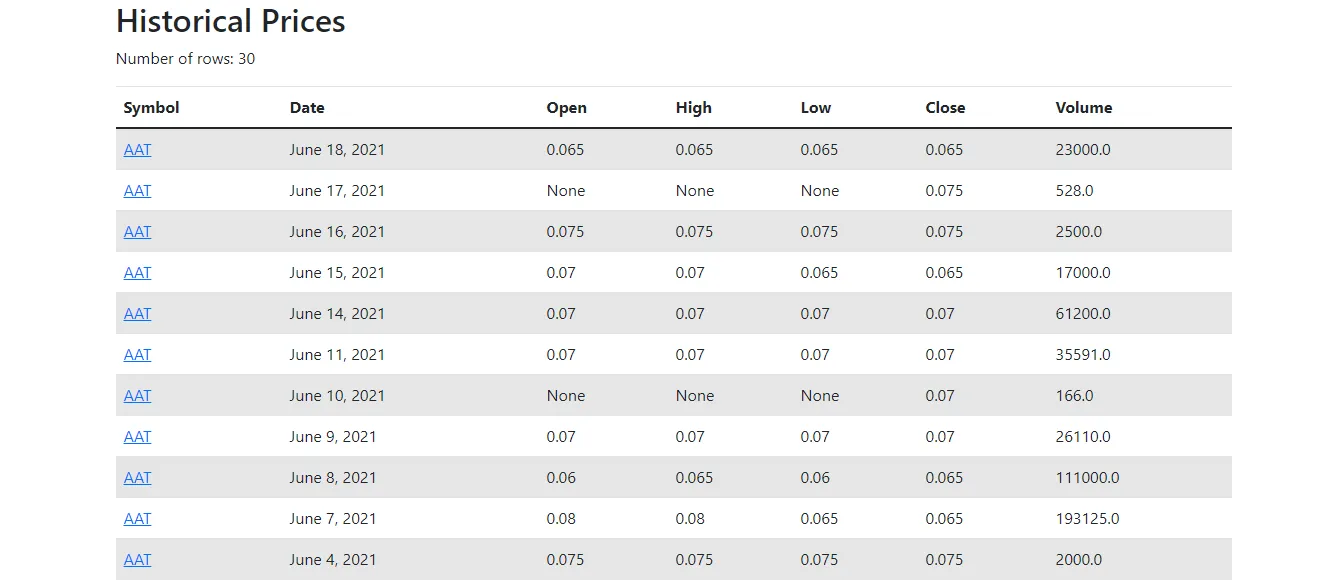 Historical Prices
Number of rows: 30
Symbol Date Open High Low Close Volume
AAT June 18, 2021 0.065 0.065 0.065 0.065 23000.0
AAT June 17, 2021 None None None 0.075 528.0
AAT June 16, 2021 0.075 0.075 0.075 0.075 2500.0
AAT June 15, 2021 0.07 0.07 0.065 0.065 17000.0
AAT June 14, 2021 0.07 0.07 0.07 0.07 61200.0
AAT June 11, 2021 0.07 0.07 0.07 0.07 35591.0
AAT June 10, 2021 None None None 0.07 166.0
AAT June 9, 2021 0.07 0.07 0.07 0.07 26110.0
AAT June 8, 2021 0.06 0.065 0.06 0.065 111000.0
AAT June 7, 2021 0.08 0.08 0.065 0.065 193125.0
AAT June 4, 2021 0.075 0.075 0.075 0.075 2000.0